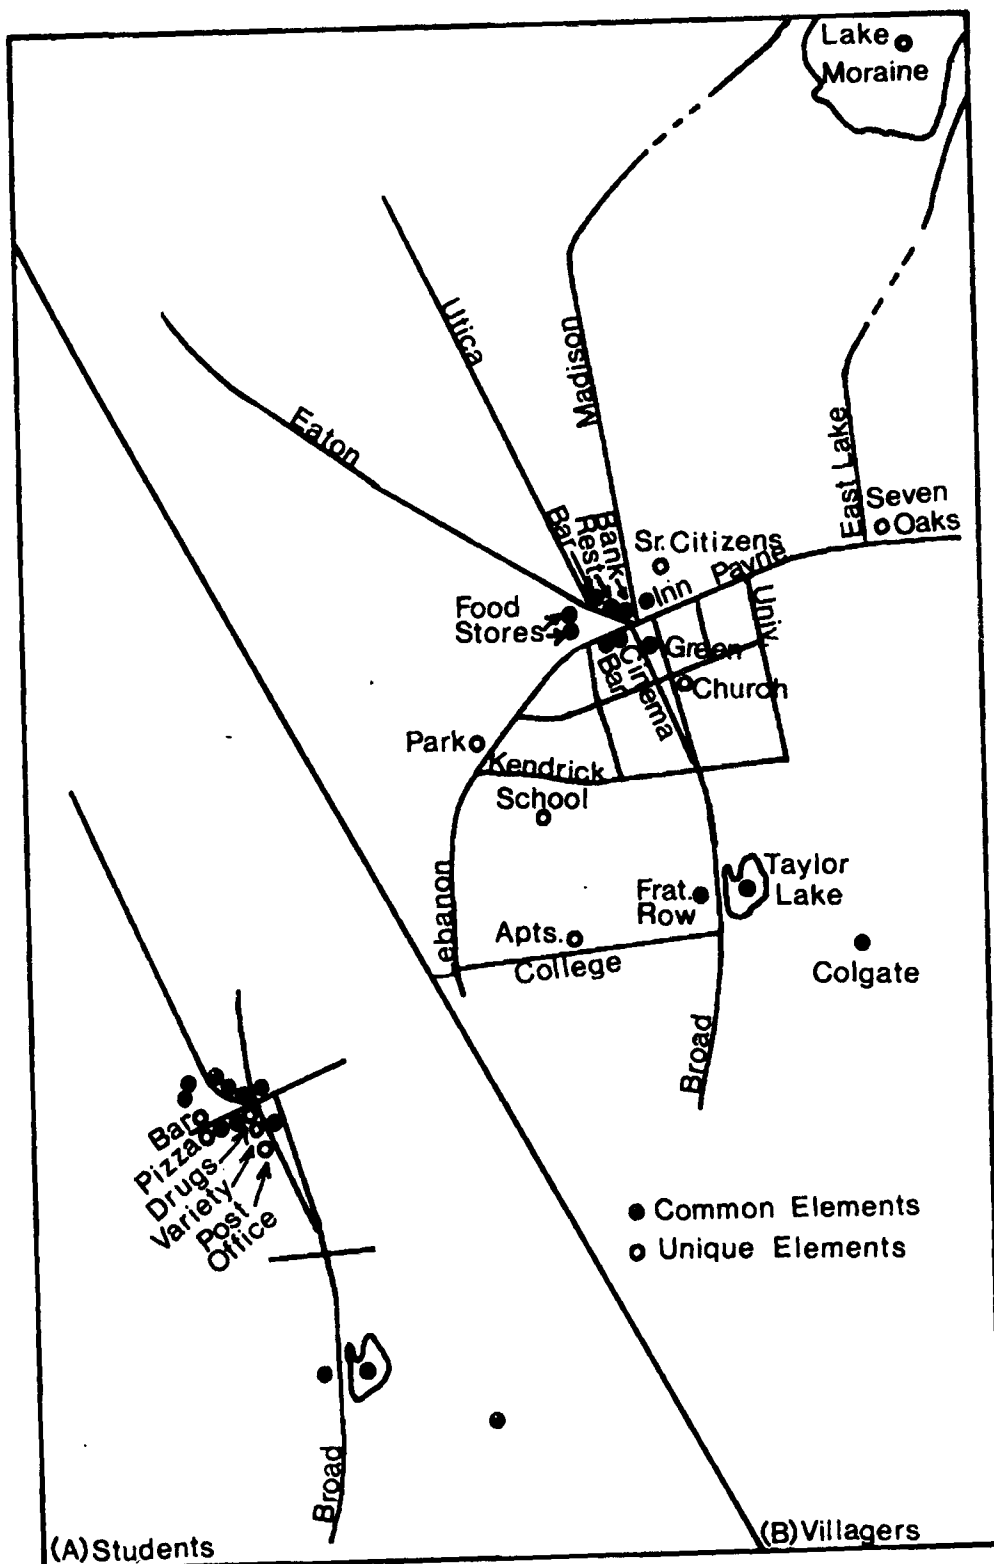 Lake
Moraine
Utica
Madison
Eaton
East Lake
Seven
Oaks
Bar
Rest.
Bank
Sr. Citizens
Inn
Payne
Univ.
Food
Stores
Green
Cinema
Bar
Church
Park
Kendrick
School
Taylor
Lake
Frat.
Row
Lebanon
Apts.
College
Colgate
Broad
Bar
Pizza
Drugs
Variety
Post
Office
Common Elements
Unique Elements
Broad
(A) Students
(B) Villagers